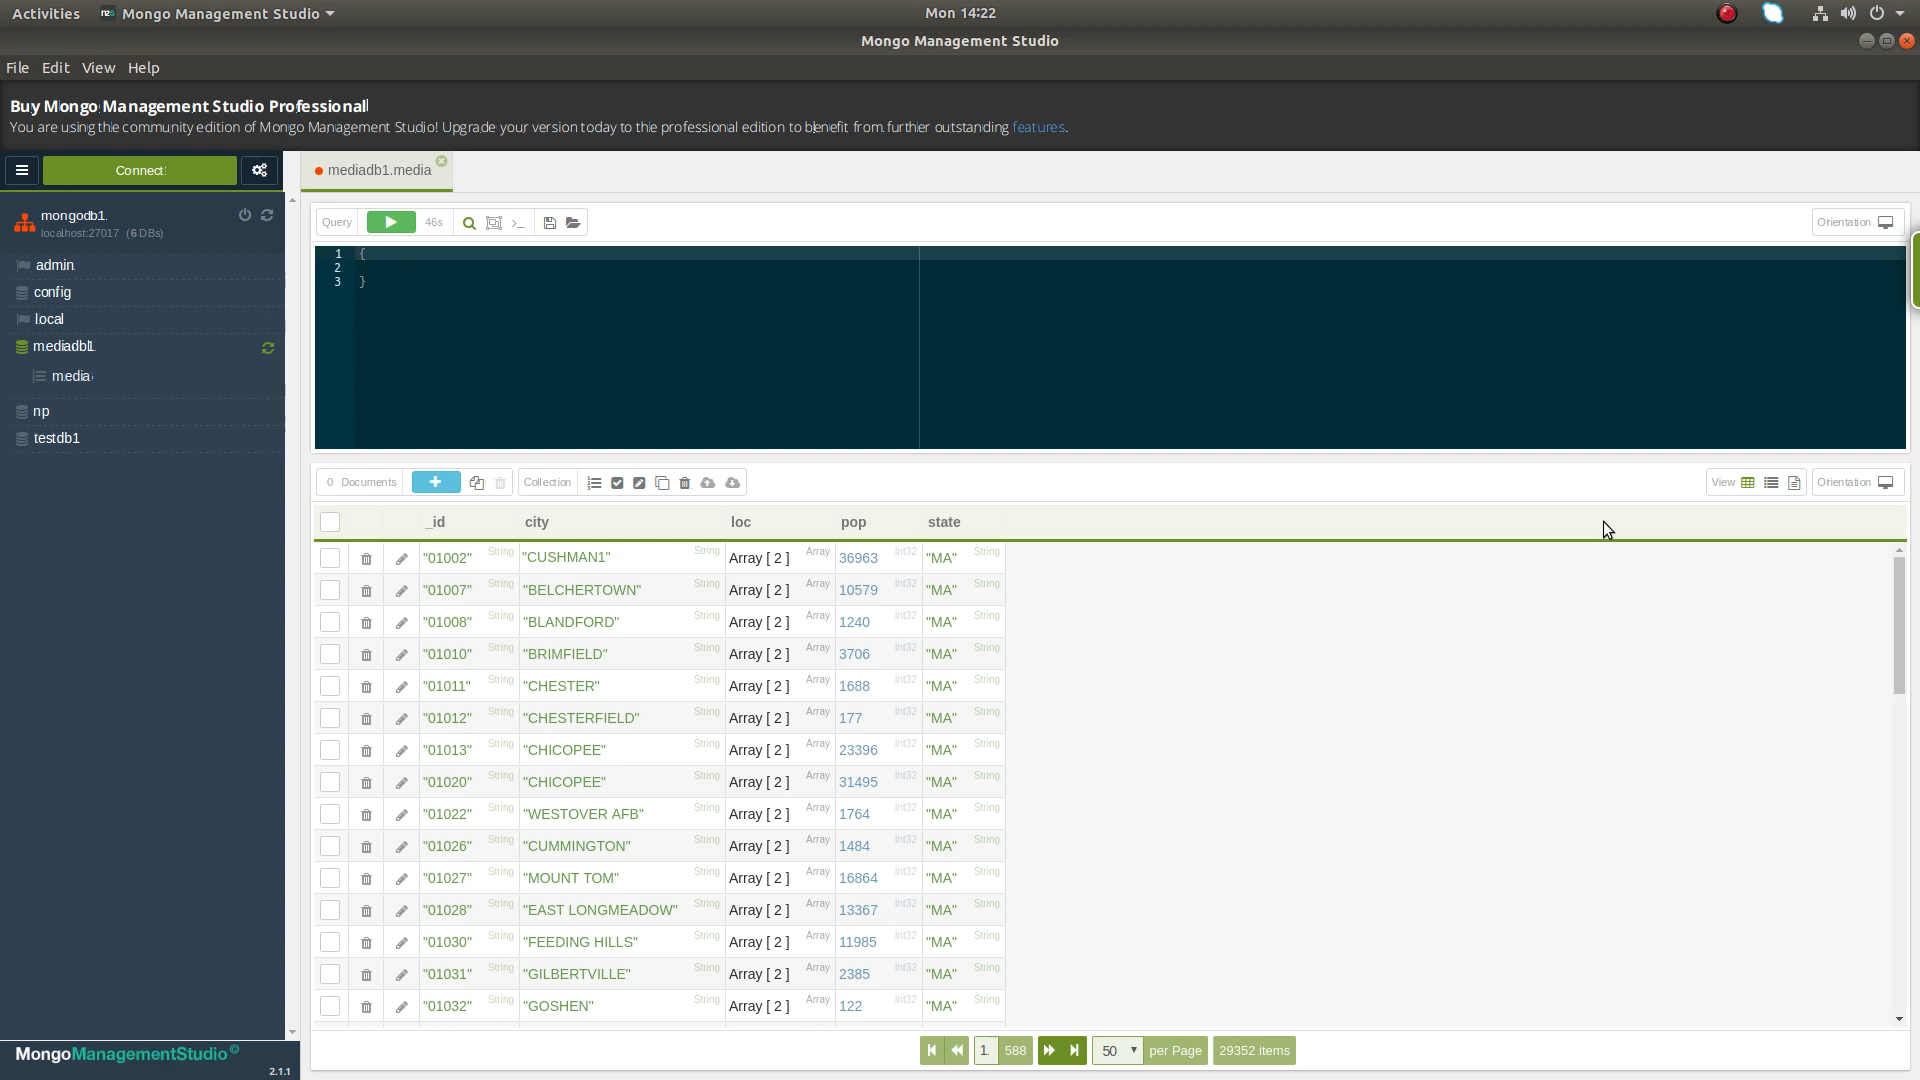 Activities Mongo Management Studio Mon 14:22
Mongo Management Studio
File Edit View Help
Buy Mongo Management Studio Professional
You are using the community edition of Mongo Management Studio! Upgrade your version today to the professional edition to benefit from further outstanding features.
Connect
mediadb1.media
mongodb1
localhost:27017 (6 DBs)
admin
config
local
mediadb1
media
np
testdb1
Query 46s Orientation
1 {
2
3 }
0 Documents Collection View Orientation
_id city loc pop state
"01002" String "CUSHMAN1" String Array [ 2 ] Array 36963 Int32 "MA" String
"01007" String "BELCHERTOWN" String Array [ 2 ] Array 10579 Int32 "MA" String
"01008" String "BLANDFORD" String Array [ 2 ] Array 1240 Int32 "MA" String
"01010" String "BRIMFIELD" String Array [ 2 ] Array 3706 Int32 "MA" String
"01011" String "CHESTER" String Array [ 2 ] Array 1688 Int32 "MA" String
"01012" String "CHESTERFIELD" String Array [ 2 ] Array 177 Int32 "MA" String
"01013" String "CHICOPEE" String Array [ 2 ] Array 23396 Int32 "MA" String
"01020" String "CHICOPEE" String Array [ 2 ] Array 31495 Int32 "MA" String
"01022" String "WESTOVER AFB" String Array [ 2 ] Array 1764 Int32 "MA" String
"01026" String "CUMMINGTON" String Array [ 2 ] Array 1484 Int32 "MA" String
"01027" String "MOUNT TOM" String Array [ 2 ] Array 16864 Int32 "MA" String
"01028" String "EAST LONGMEADOW" String Array [ 2 ] Array 13367 Int32 "MA" String
"01030" String "FEEDING HILLS" String Array [ 2 ] Array 11985 Int32 "MA" String
"01031" String "GILBERTVILLE" String Array [ 2 ] Array 2385 Int32 "MA" String
"01032" String "GOSHEN" String Array [ 2 ] Array 122 Int32 "MA" String
1 588 50 per Page 29352 items
MongoManagementStudio©
2.1.1